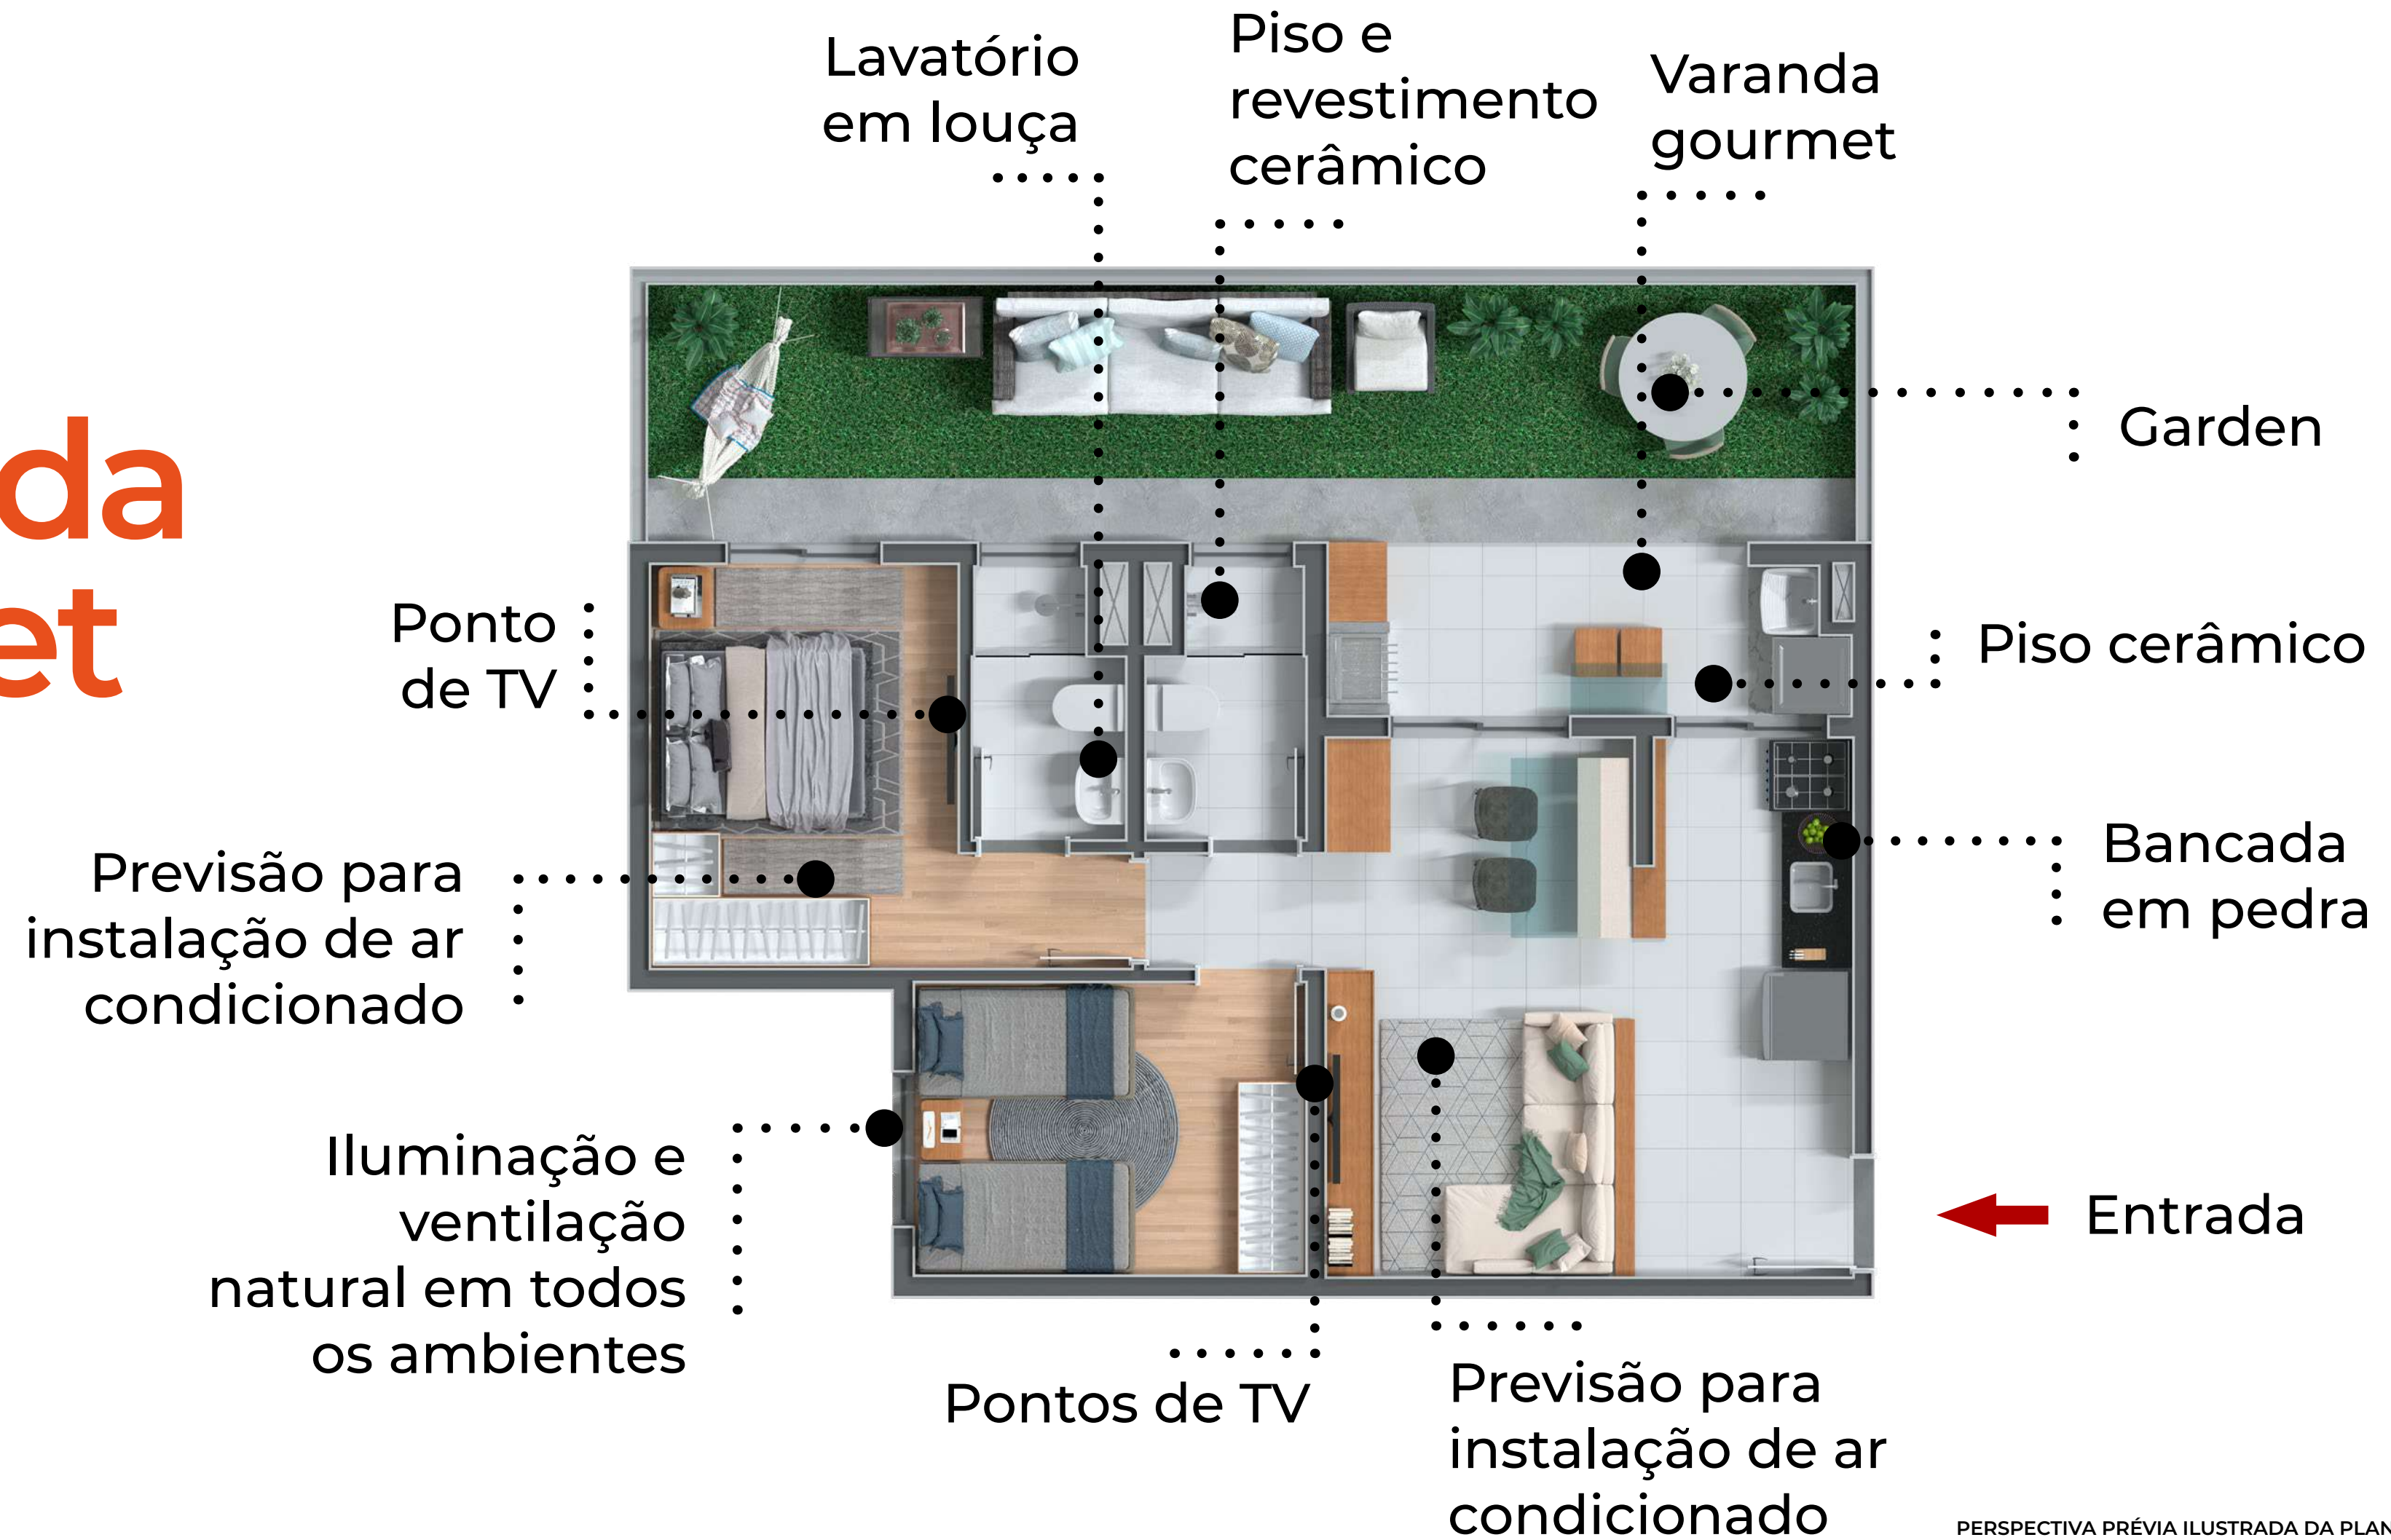 Lavatório
em louça
Piso e
revestimento
cerâmico
Varanda
gourmet
da
et
Garden
Ponto
de TV
Piso cerâmico
Previsão para
instalação de ar
condicionado
Bancada
em pedra
Iluminação e
ventilação
natural em todos
os ambientes
Entrada
Pontos de TV
Previsão para
instalação de ar
condicionado
PERSPECTIVA PRÉVIA ILUSTRADA DA PLAN